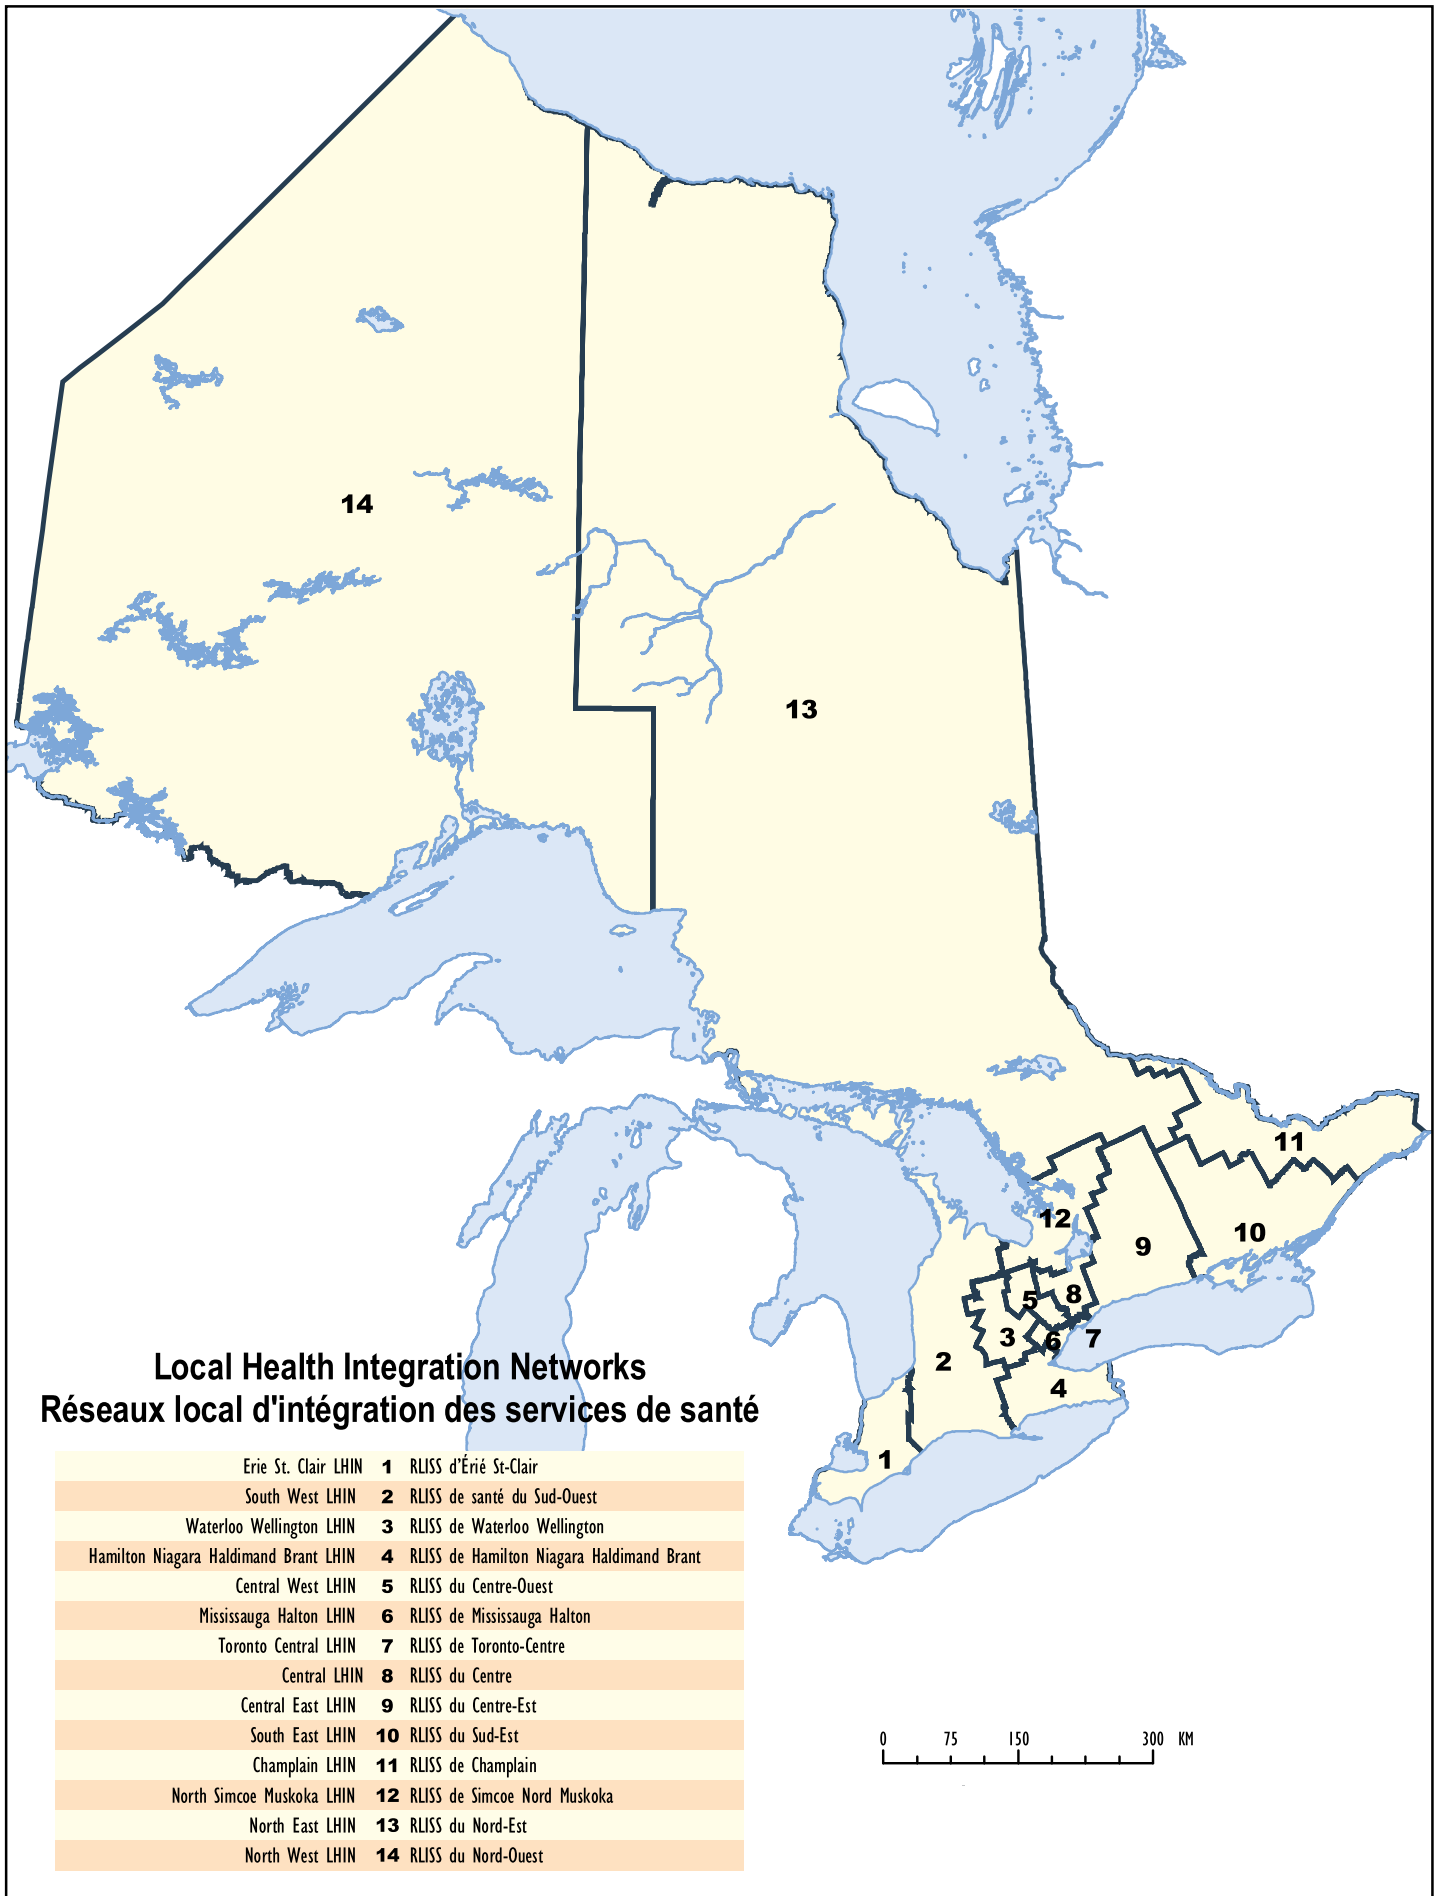 14
13
11
12
10
9
5
8
3
6
7
2
4
1
Local Health Integration Networks
Réseaux local d'intégration des services de santé
Erie St. Clair LHIN 1 RLISS d'Érié St-Clair
South West LHIN 2 RLISS de santé du Sud-Ouest
Waterloo Wellington LHIN 3 RLISS de Waterloo Wellington
Hamilton Niagara Haldimand Brant LHIN 4 RLISS de Hamilton Niagara Haldimand Brant
Central West LHIN 5 RLISS du Centre-Ouest
Mississauga Halton LHIN 6 RLISS de Mississauga Halton
Toronto Central LHIN 7 RLISS de Toronto-Centre
Central LHIN 8 RLISS du Centre
Central East LHIN 9 RLISS du Centre-Est
South East LHIN 10 RLISS du Sud-Est
Champlain LHIN 11 RLISS de Champlain
North Simcoe Muskoka LHIN 12 RLISS de Simcoe Nord Muskoka
North East LHIN 13 RLISS du Nord-Est
North West LHIN 14 RLISS du Nord-Ouest
0 75 150 300 KM